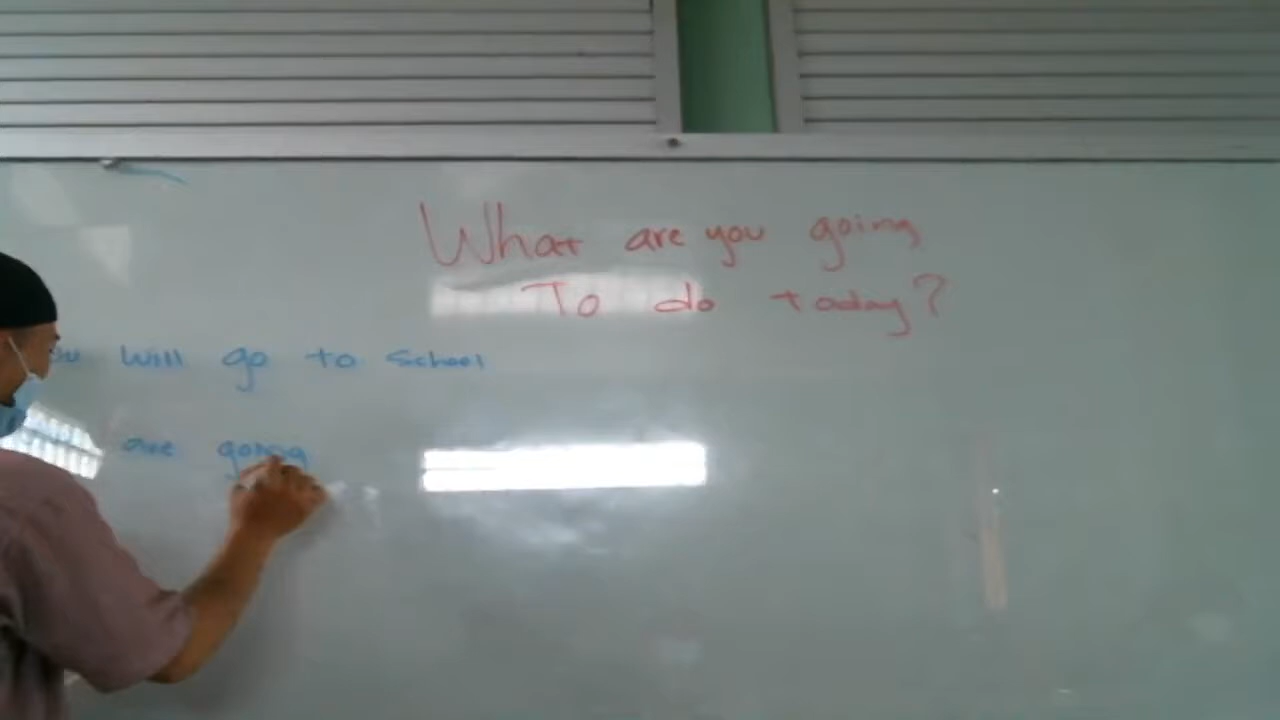 What are you going
To do today?
will go to School
are going